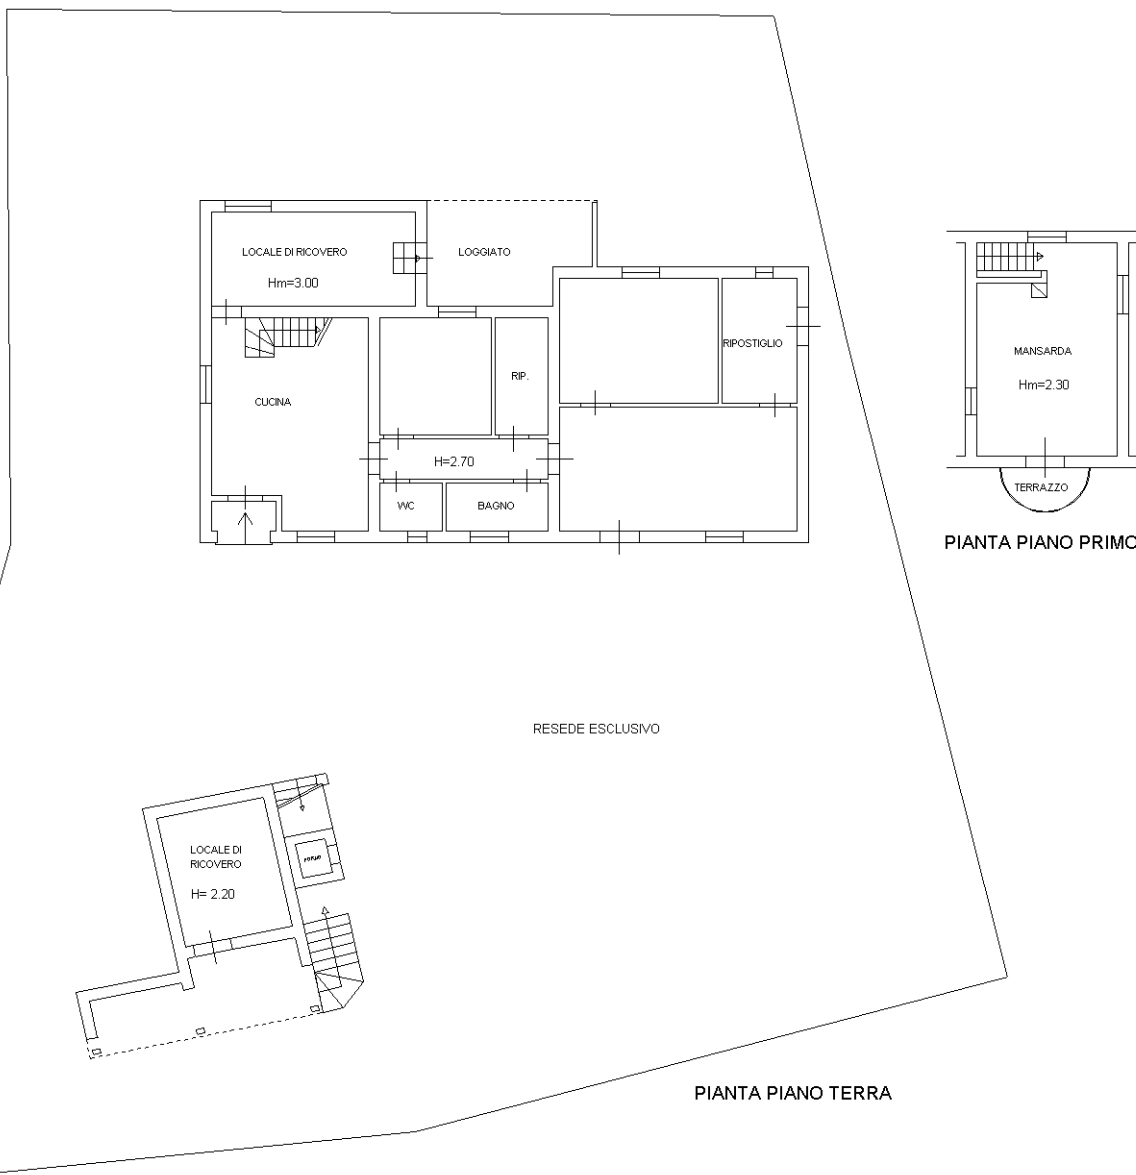 LOCALE DI RICOVERO
Hm=3.00
LOGGIATO
RIPOSTIGLIO
RIP.
CUCINA
H=2.70
WC
BAGNO
MANSARDA
Hm=2.30
TERRAZZO
PIANTA PIANO PRIMO
RESEDE ESCLUSIVO
LOCALE DI
RICOVERO
H= 2.20
PIANTA PIANO TERRA